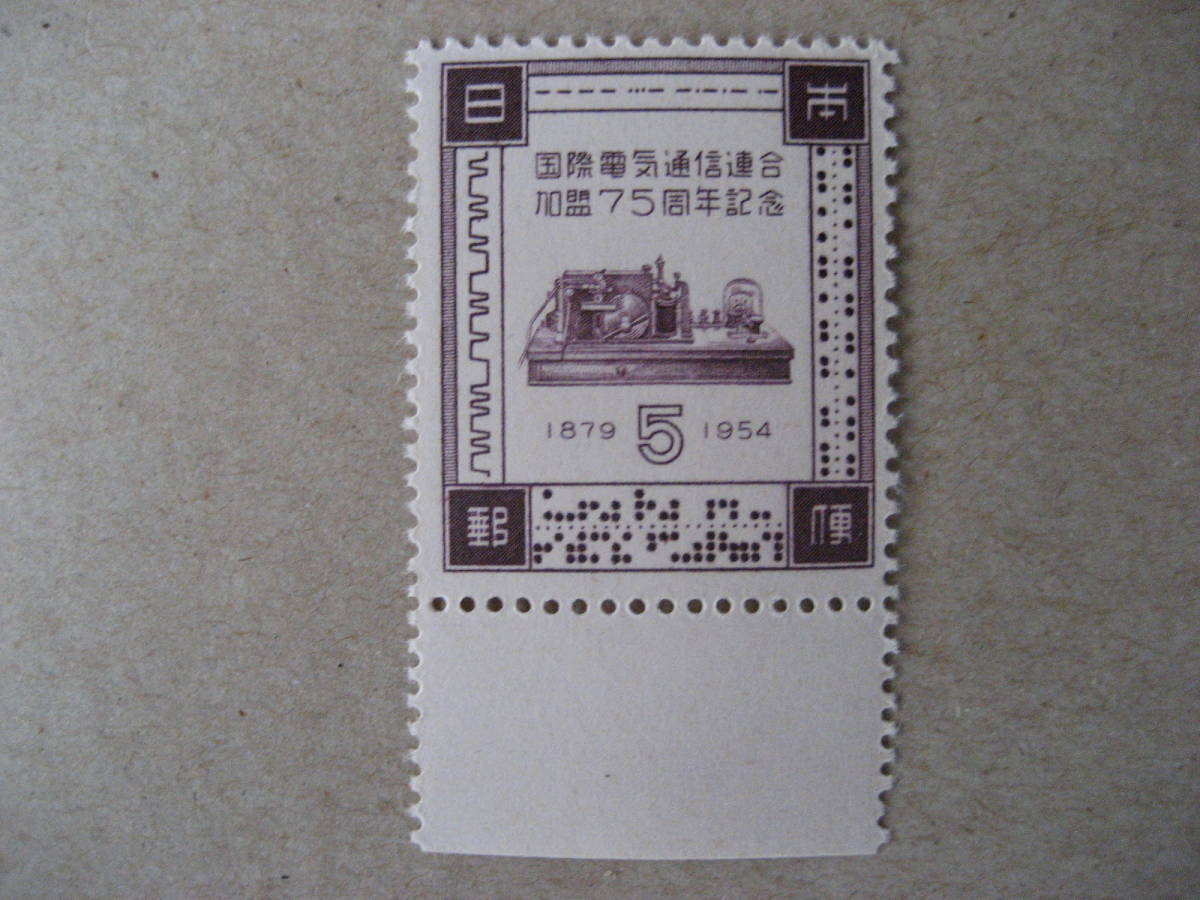 日本
国際電気通信連合
加盟75周年記念
1879 5 1954
郵便